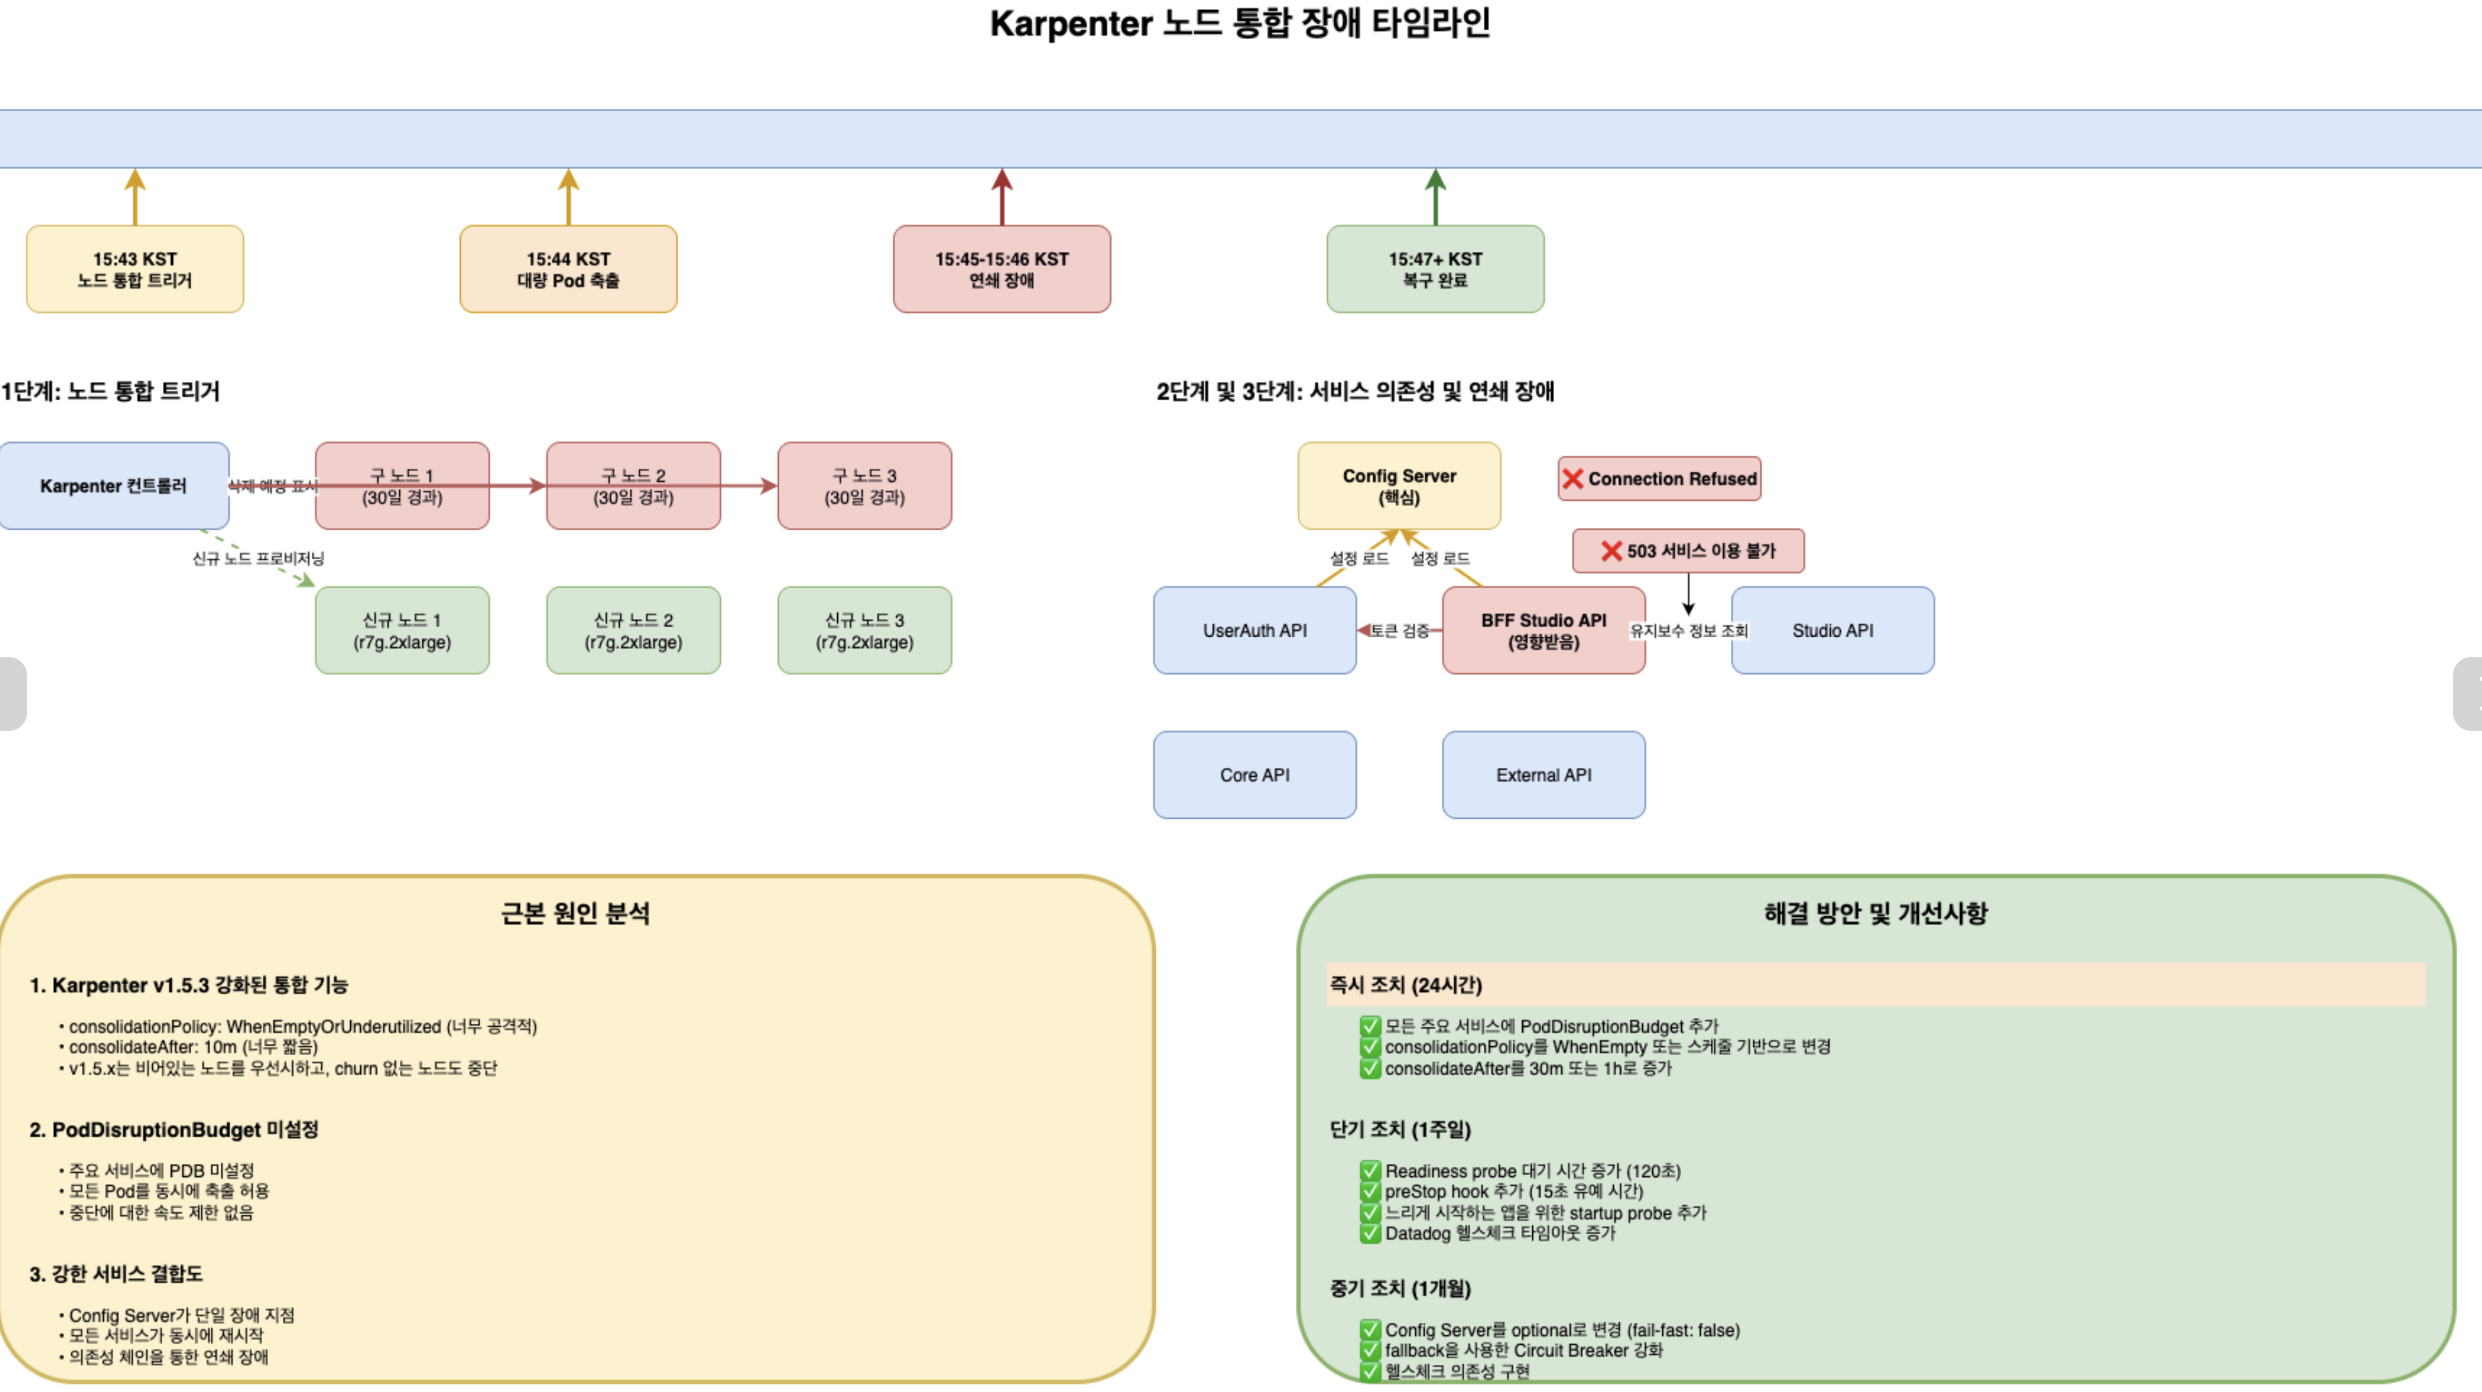 Karpenter 노드 통합 장애 타임라인
15:43 KST
노드 통합 트리거
15:44 KST
대량 Pod 축출
15:45-15:46 KST
연쇄 장애
15:47+ KST
복구 완료
1단계: 노드 통합 트리거
Karpenter 컨트롤러
삭제 예정 표시
구 노드 1
(30일 경과)
구 노드 2
(30일 경과)
구 노드 3
(30일 경과)
신규 노드 프로비저닝
신규 노드 1
(r7g.2xlarge)
신규 노드 2
(r7g.2xlarge)
신규 노드 3
(r7g.2xlarge)
2단계 및 3단계: 서비스 의존성 및 연쇄 장애
Config Server
(핵심)
❌ Connection Refused
❌ 503 서비스 이용 불가
설정 로드
설정 로드
UserAuth API
토큰 검증
BFF Studio API
(영향받음)
유지보수 정보 조회
Studio API
Core API
External API
근본 원인 분석
1. Karpenter v1.5.3 강화된 통합 기능
• consolidationPolicy: WhenEmptyOrUnderutilized (너무 공격적)
• consolidateAfter: 10m (너무 짧음)
• v1.5.x는 비어있는 노드를 우선시하고, churn 없는 노드도 중단
2. PodDisruptionBudget 미설정
• 주요 서비스에 PDB 미설정
• 모든 Pod를 동시에 축출 허용
• 중단에 대한 속도 제한 없음
3. 강한 서비스 결합도
• Config Server가 단일 장애 지점
• 모든 서비스가 동시에 재시작
• 의존성 체인을 통한 연쇄 장애
해결 방안 및 개선사항
즉시 조치 (24시간)
✅ 모든 주요 서비스에 PodDisruptionBudget 추가
✅ consolidationPolicy를 WhenEmpty 또는 스케줄 기반으로 변경
✅ consolidateAfter를 30m 또는 1h로 증가
단기 조치 (1주일)
✅ Readiness probe 대기 시간 증가 (120초)
✅ preStop hook 추가 (15초 유예 시간)
✅ 느리게 시작하는 앱을 위한 startup probe 추가
✅ Datadog 헬스체크 타임아웃 증가
중기 조치 (1개월)
✅ Config Server를 optional로 변경 (fail-fast: false)
✅ fallback을 사용한 Circuit Breaker 강화
✅ 헬스체크 의존성 구현